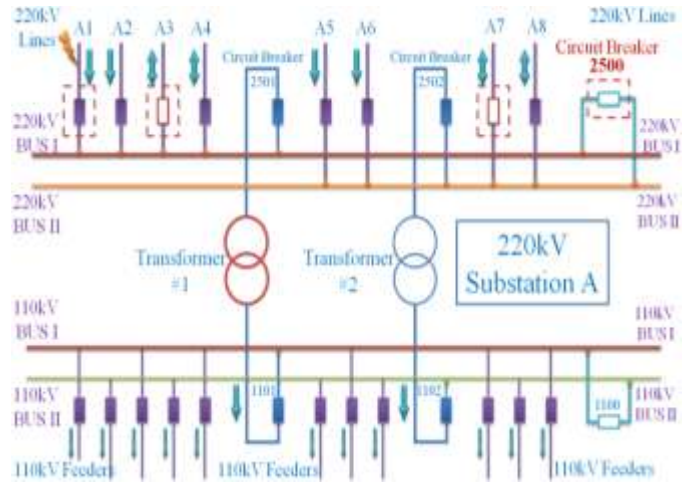 220kV
Lines
A1
A2
A3
A4
A5
A6
A7
A8
220kV Lines
Circuit Breaker
2500
Circuit Breaker
2501
Circuit Breaker
2502
220kV
BUS I
220kV
BUS I
220kV
BUS II
220kV
BUS II
Transformer
#1
Transformer
#2
220kV
Substation A
110kV
BUS I
110kV
BUS I
110kV
BUS II
110kV
BUS II
1101
1102
1100
110kV Feeders
110kV Feeders
110kV Feeders